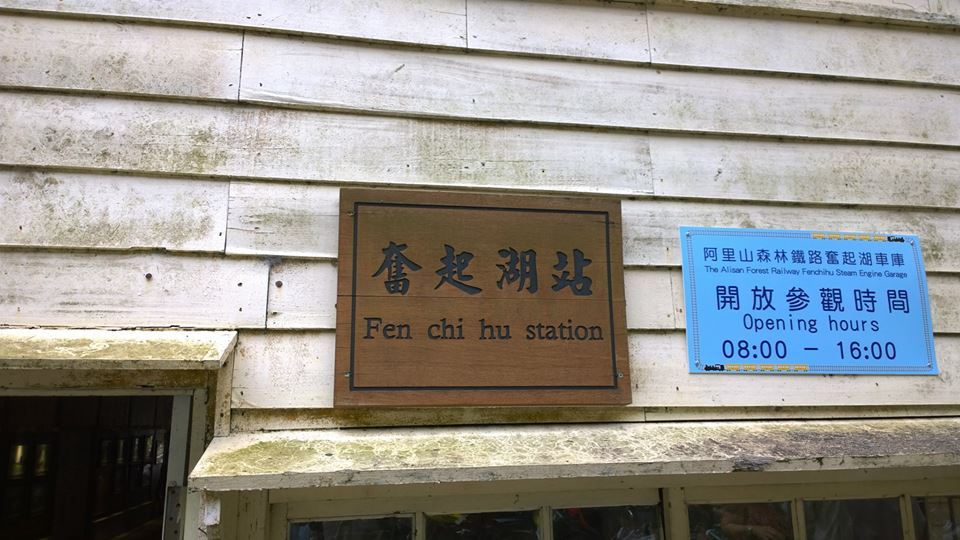 奮起湖站
Fen chi hu station
阿里山森林鐵路奮起湖車庫
The Alisan Forest Railway Fenchihu Steam Engine Garage
開放參觀時間
Opening hours
08:00 - 16:00